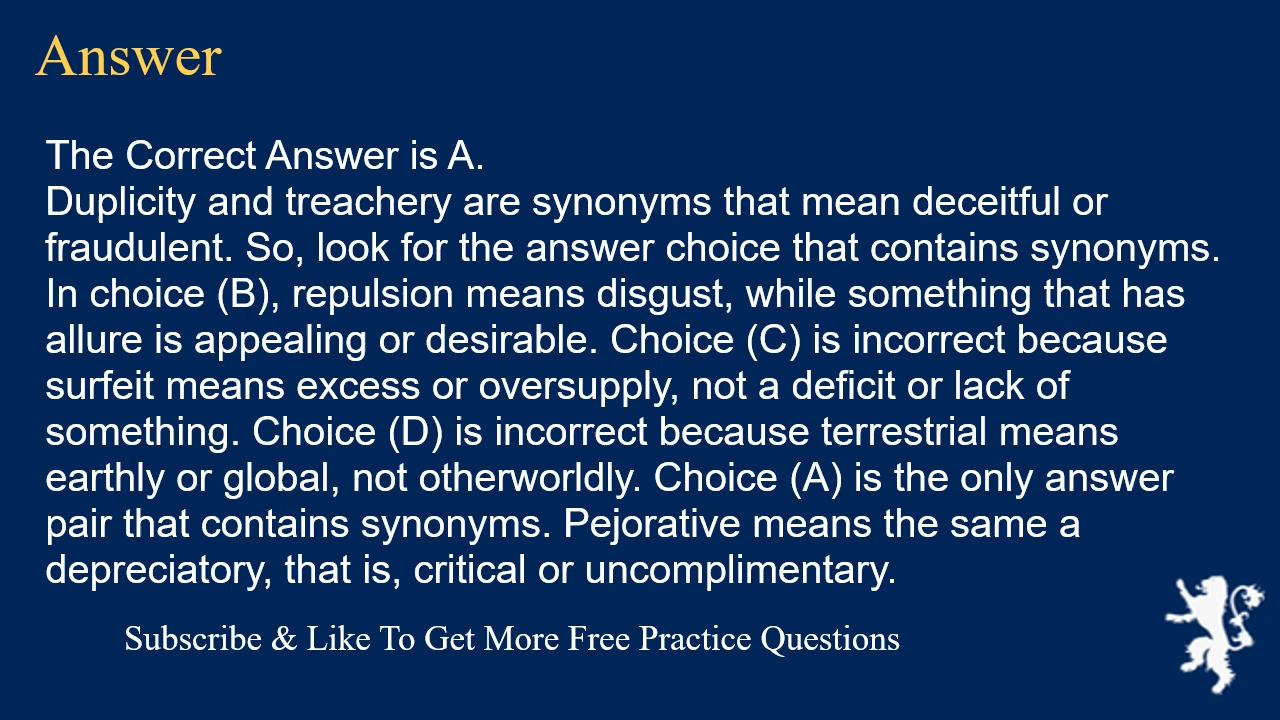 Answer
The Correct Answer is A.
Duplicity and treachery are synonyms that mean deceitful or
fraudulent. So, look for the answer choice that contains synonyms.
In choice (B), repulsion means disgust, while something that has
allure is appealing or desirable. Choice (C) is incorrect because
surfeit means excess or oversupply, not a deficit or lack of
something. Choice (D) is incorrect because terrestrial means
earthly or global, not otherworldly. Choice (A) is the only answer
pair that contains synonyms. Pejorative means the same a
depreciatory, that is, critical or uncomplimentary.
Subscribe & Like To Get More Free Practice Questions